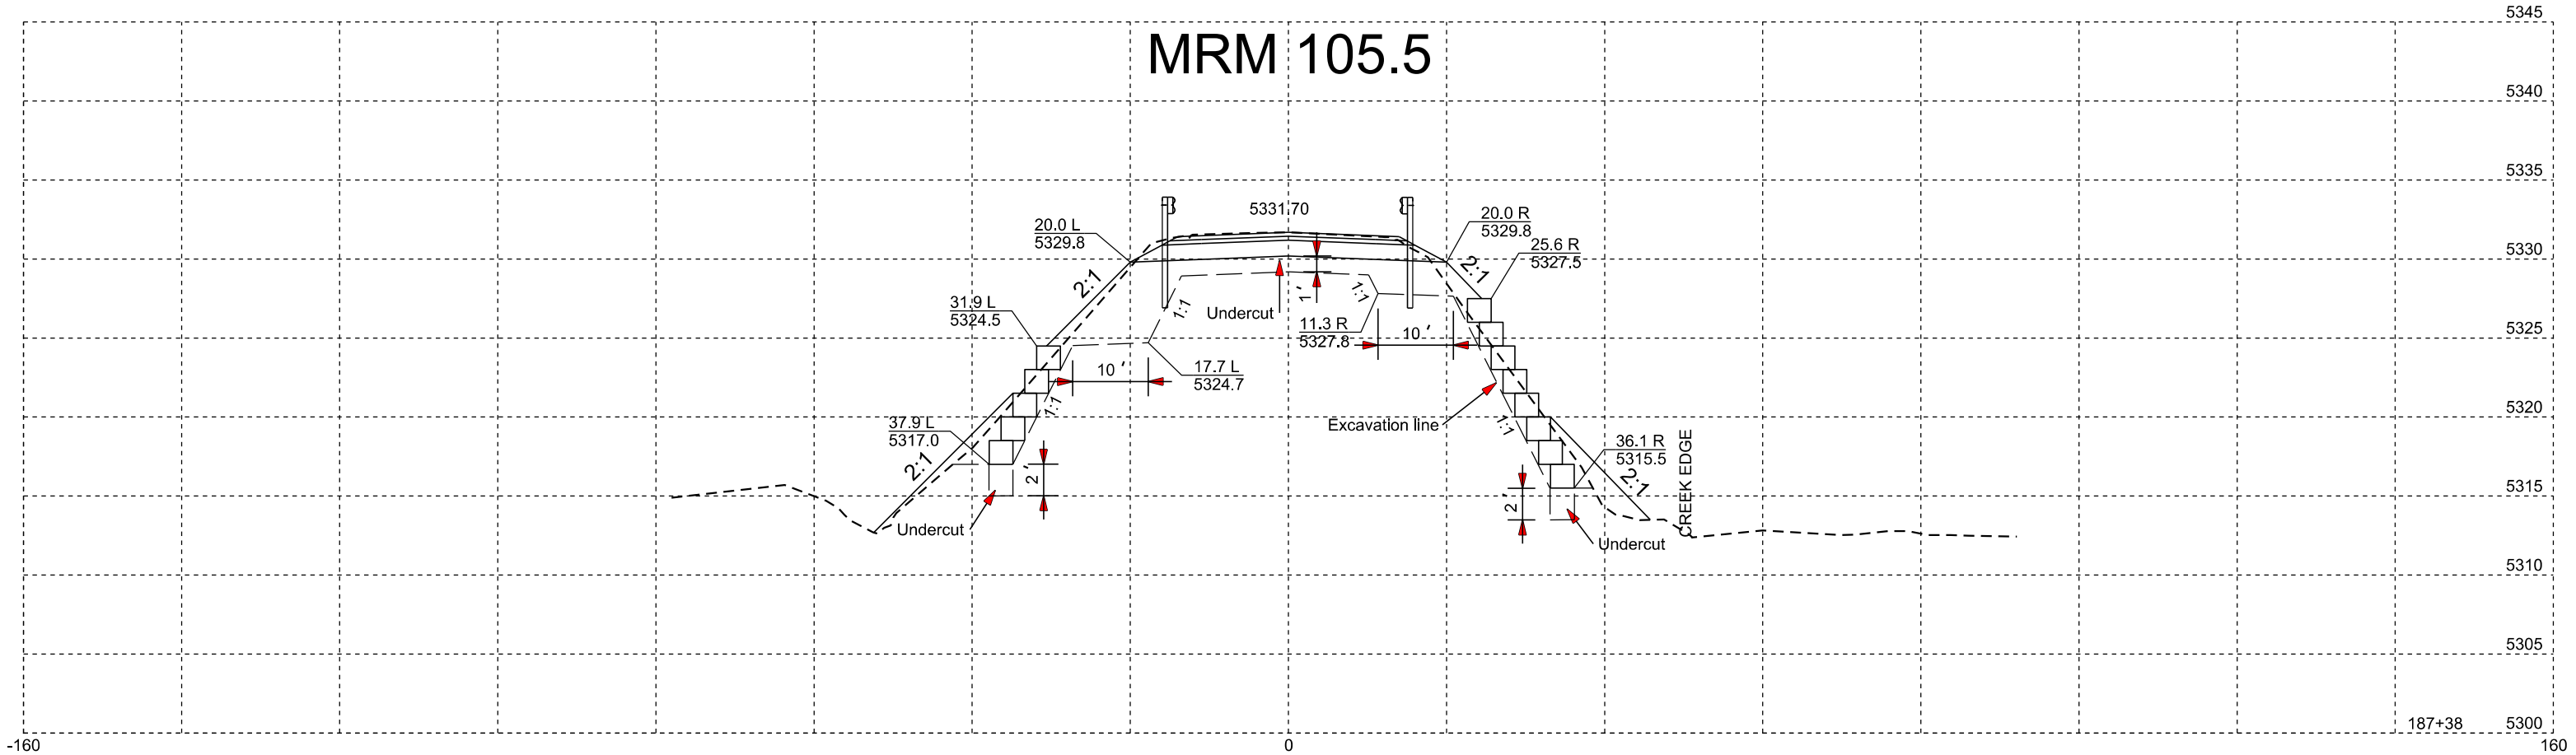 5345
MRM 105.5
5340
5335
5331.70
20.0 L
5329.8
20.0 R
5329.8
25.6 R
5327.5
5330
2:1
2:1
31.9 L
5324.5
1:1
Undercut
1'
1:1
11.3 R
5327.8
10 '
5325
10 '
17.7 L
5324.7
1:1
37.9 L
5317.0
Excavation line
1:1
5320
36.1 R
5315.5
CREEK EDGE
2:1
2'
2'
2:1
5315
Undercut
Undercut
5310
5305
187+38
5300
-160
0
160